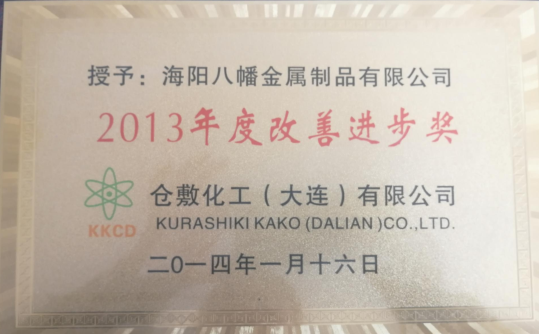 授予：海阳八幡金属制品有限公司
2013年度改善进步奖
仓敷化工（大连）有限公司
KKCD KURASHIKI KAKO (DALIAN )CO.,LTD.
二O一四年一月十六日